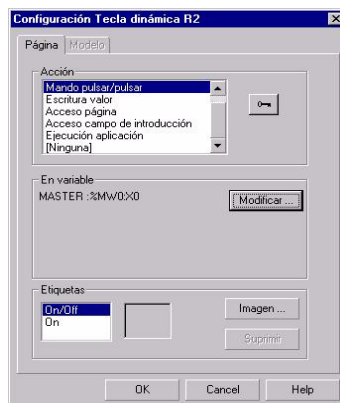 Configuración Tecla dinámica R2
Página Modelo
Acción
Mando pulsar/pulsar
Escritura valor
Acceso página
Acceso campo de introducción
Ejecución aplicación
[Ninguna]
En variable
MASTER :%MW0:X0
Modificar ...
Etiquetas
On/Off
On
Imagen ...
Suprimir
OK Cancel Help